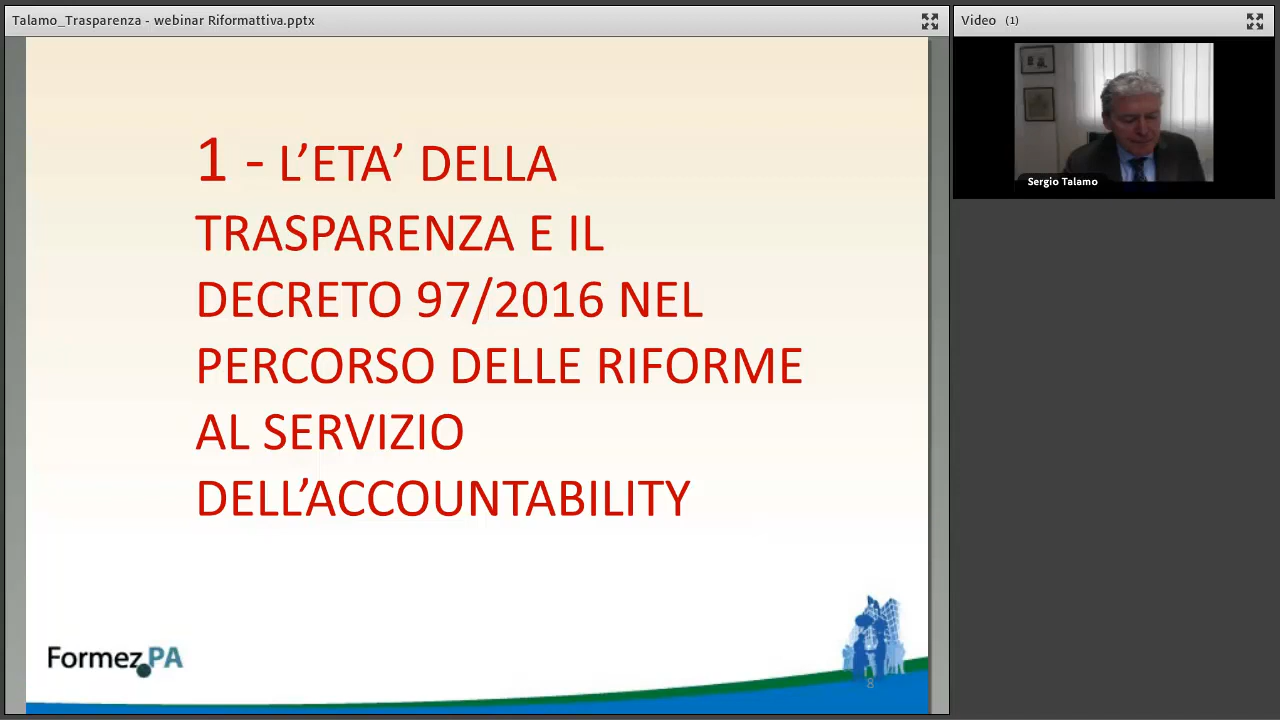 Talamo_Trasparenza - webinar Riformattiva.pptx
Video (1)
Sergio Talamo
1 - L’ETA’ DELLA
TRASPARENZA E IL
DECRETO 97/2016 NEL
PERCORSO DELLE RIFORME
AL SERVIZIO
DELL’ACCOUNTABILITY
Formez PA